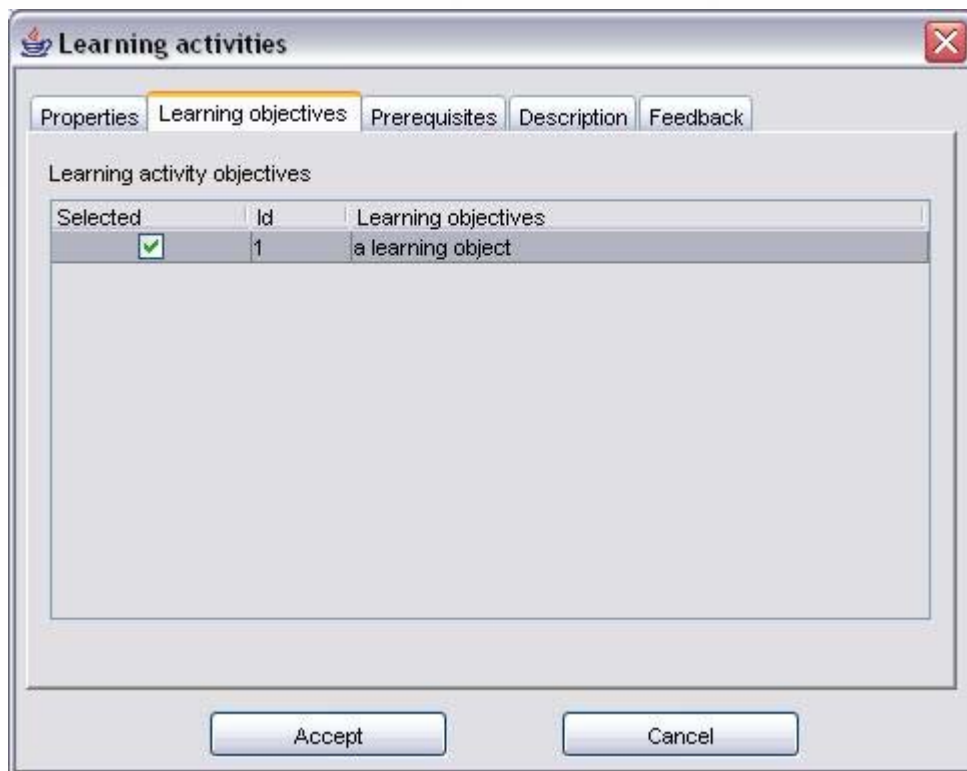 Learning activities
Properties Learning objectives Prerequisites Description Feedback
Learning activity objectives
Selected Id Learning objectives
1 a learning object
Accept Cancel